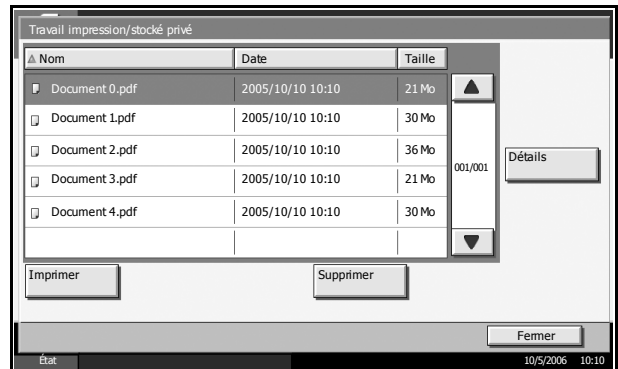 Travail impression/stocké privé
Nom Date Taille
Document 0.pdf 2005/10/10 10:10 21 Mo
Document 1.pdf 2005/10/10 10:10 30 Mo
Document 2.pdf 2005/10/10 10:10 36 Mo
Document 3.pdf 2005/10/10 10:10 21 Mo
Document 4.pdf 2005/10/10 10:10 30 Mo
001/001
Détails
Imprimer Supprimer
Fermer
État 10/5/2006 10:10